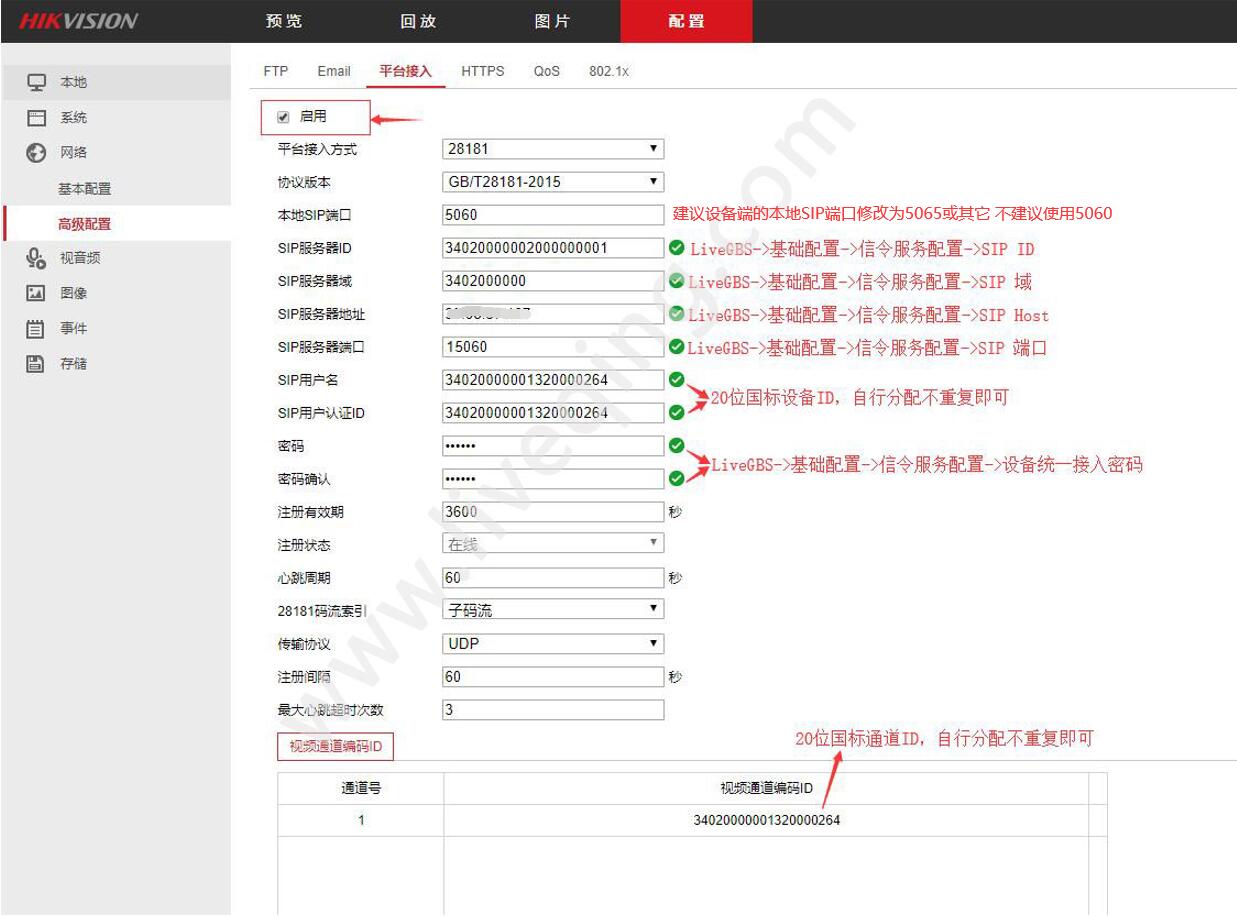 HIKVISION 预览 回放 图片 配置
FTP Email 平台接入 HTTPS QoS 802.1x
本地
系统
网络
基本配置
高级配置
视音频
图像
事件
存储
启用
平台接入方式 28181
协议版本 GB/T28181-2015
本地SIP端口 5060 建议设备端的本地SIP端口修改为5065或其它 不建议使用5060
SIP服务器ID 34020000002000000001 LiveGBS->基础配置->信令服务配置->SIP ID
SIP服务器域 3402000000 LiveGBS->基础配置->信令服务配置->SIP 域
SIP服务器地址 LiveGBS->基础配置->信令服务配置->SIP Host
SIP服务器端口 15060 LiveGBS->基础配置->信令服务配置->SIP 端口
SIP用户名 34020000001320000264
20位国标设备ID，自行分配不重复即可
SIP用户认证ID 34020000001320000264
密码 ••••••
LiveGBS->基础配置->信令服务配置->设备统一接入密码
密码确认 ••••••
注册有效期 3600 秒
注册状态 在线
心跳周期 60 秒
28181码流索引 子码流
传输协议 UDP
注册间隔 60 秒
最大心跳超时次数 3
20位国标通道ID，自行分配不重复即可
视频通道编码ID
通道号 视频通道编码ID
1 34020000001320000264
www.liveqing.com